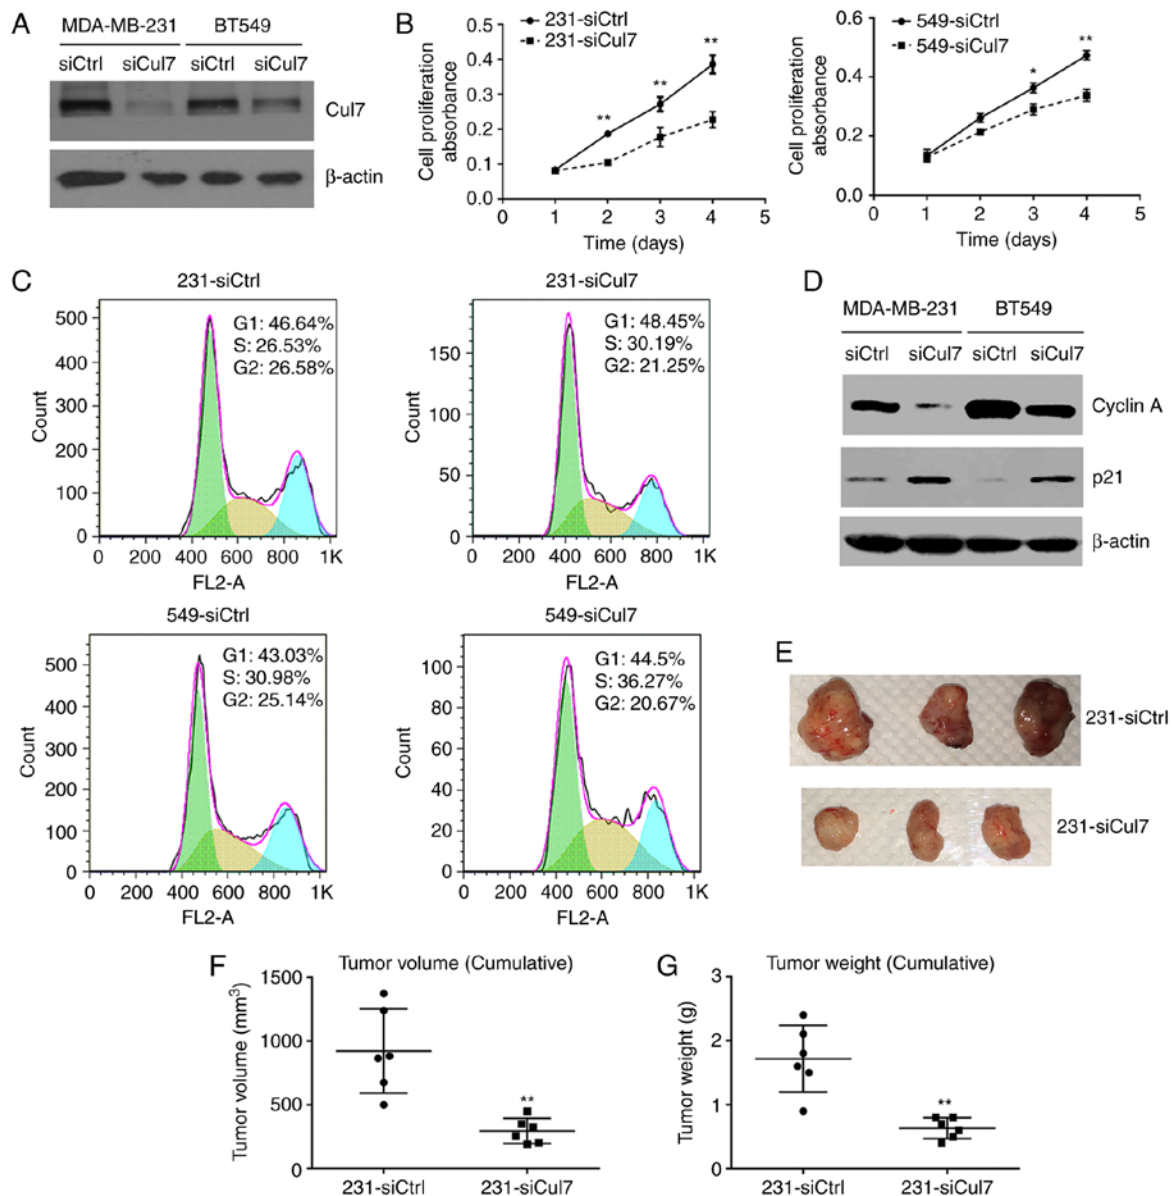 A
MDA-MB-231 BT549
siCtrl siCul7 siCtrl siCul7
Cul7
β-actin
B
231-siCtrl
231-siCul7
Cell proliferation
absorbance
0.5
0.4
0.3
0.2
0.1
0.0
** ** **
0 1 2 3 4 5
Time (days)
549-siCtrl
549-siCul7
Cell proliferation
absorbance
0.6
0.4
0.2
0.0
* **
0 1 2 3 4 5
Time (days)
C
231-siCtrl
G1: 46.64%
S: 26.53%
G2: 26.58%
Count
500
400
300
200
100
0
0 200 400 600 800 1K
FL2-A
231-siCul7
G1: 48.45%
S: 30.19%
G2: 21.25%
Count
150
100
50
0
0 200 400 600 800 1K
FL2-A
549-siCtrl
G1: 43.03%
S: 30.98%
G2: 25.14%
Count
500
400
300
200
100
0
0 200 400 600 800 1K
FL2-A
549-siCul7
G1: 44.5%
S: 36.27%
G2: 20.67%
Count
100
80
60
40
20
0
0 200 400 600 800 1K
FL2-A
D
MDA-MB-231 BT549
siCtrl siCul7 siCtrl siCul7
Cyclin A
p21
β-actin
E
231-siCtrl
231-siCul7
F
Tumor volume (Cumulative)
Tumor volume (mm³)
1500
1000
500
0
**
231-siCtrl 231-siCul7
G
Tumor weight (Cumulative)
Tumor weight (g)
3
2
1
0
**
231-siCtrl 231-siCul7